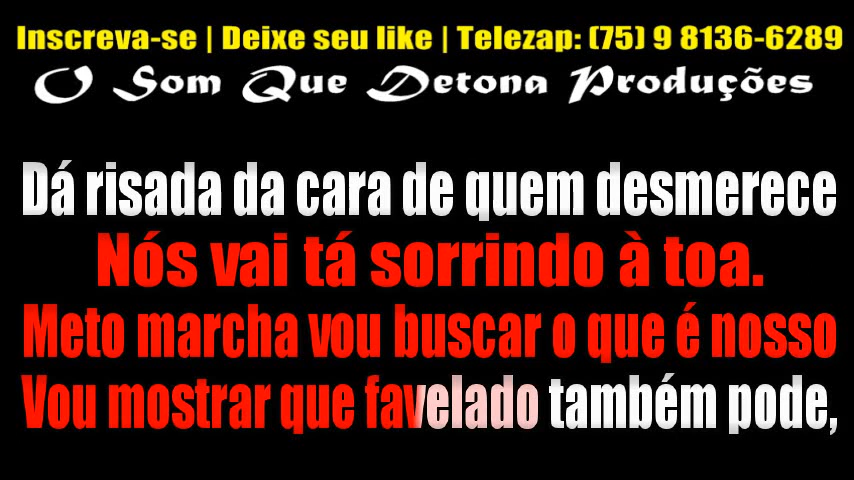 Inscreva-se | Deixe seu like | Telezap: (75) 9 8136-6289
O Som Que Detona Produções
Dá risada da cara de quem desmerece
Nós vai tá sorrindo à toa.
Meto marcha vou buscar o que é nosso
Vou mostrar que favelado também pode,